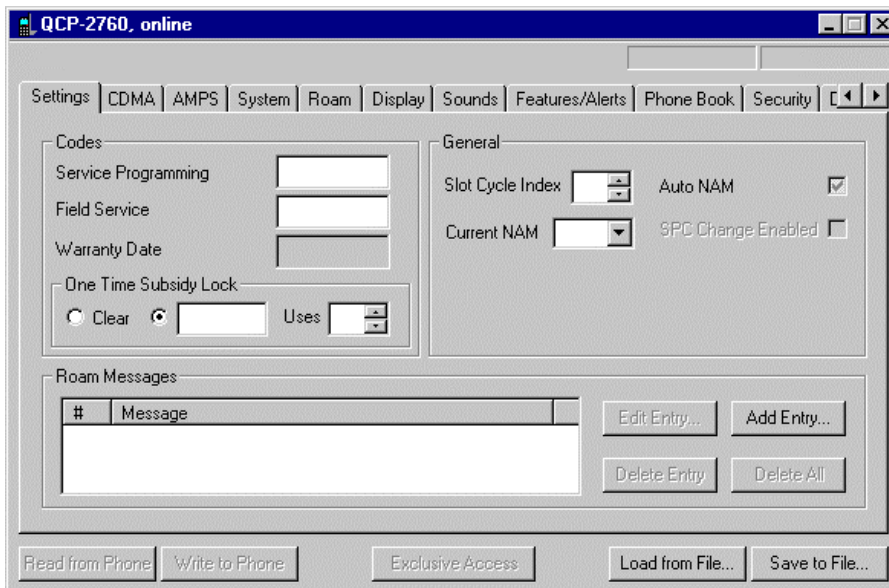 QCP-2760, online
Settings CDMA AMPS System Roam Display Sounds Features/Alerts Phone Book Security
Codes
Service Programming
Field Service
Warranty Date
One Time Subsidy Lock
Clear Uses
General
Slot Cycle Index Auto NAM
Current NAM SPC Change Enabled
Roam Messages
# Message
Edit Entry... Add Entry...
Delete Entry Delete All
Read from Phone Write to Phone Exclusive Access Load from File... Save to File...